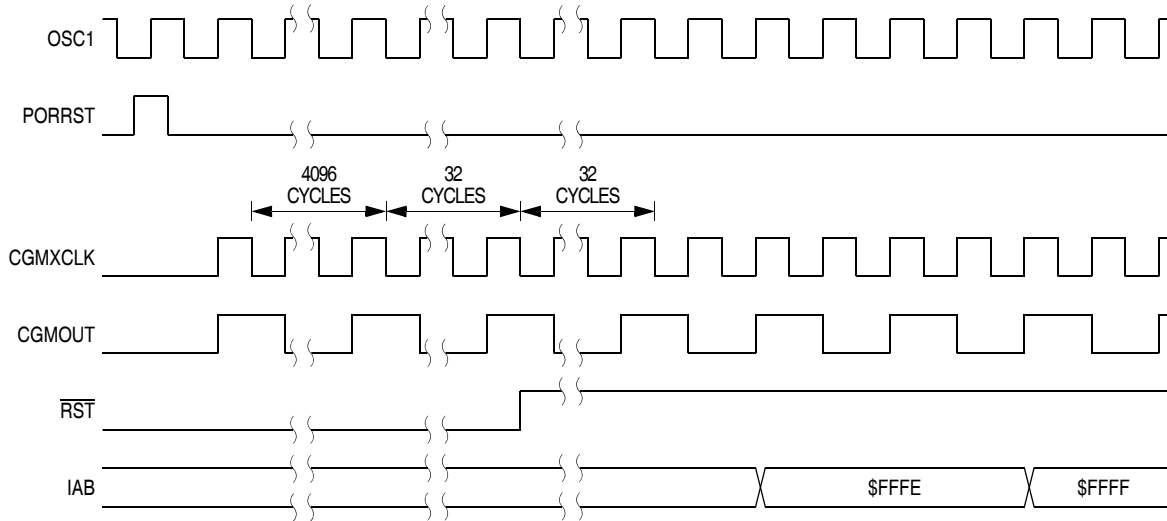 OSC1
PORRST
4096
CYCLES
32
CYCLES
32
CYCLES
CGMXCLK
CGMOUT
RST
IAB
$FFFE
$FFFF